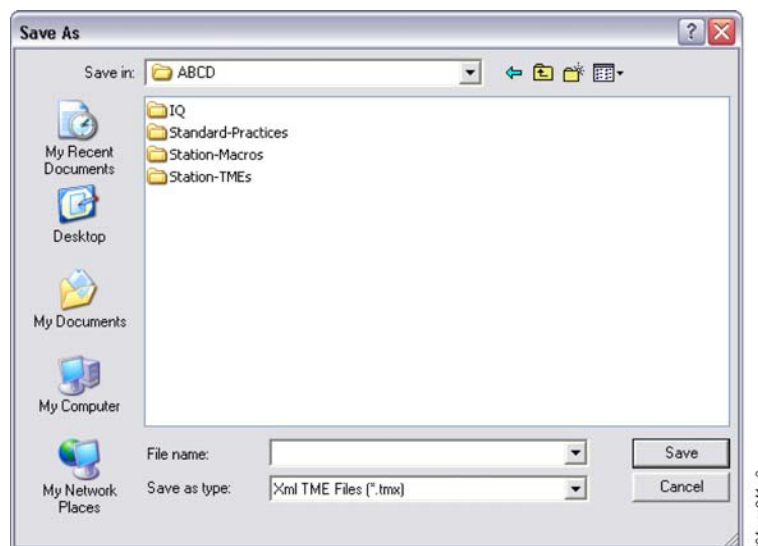 Save As
Save in: ABCD
IQ
Standard-Practices
Station-Macros
Station-TMEs
My Recent
Documents
Desktop
My Documents
My Computer
My Network
Places
File name:
Save
Save as type: Xml TME Files (*.tmx)
Cancel